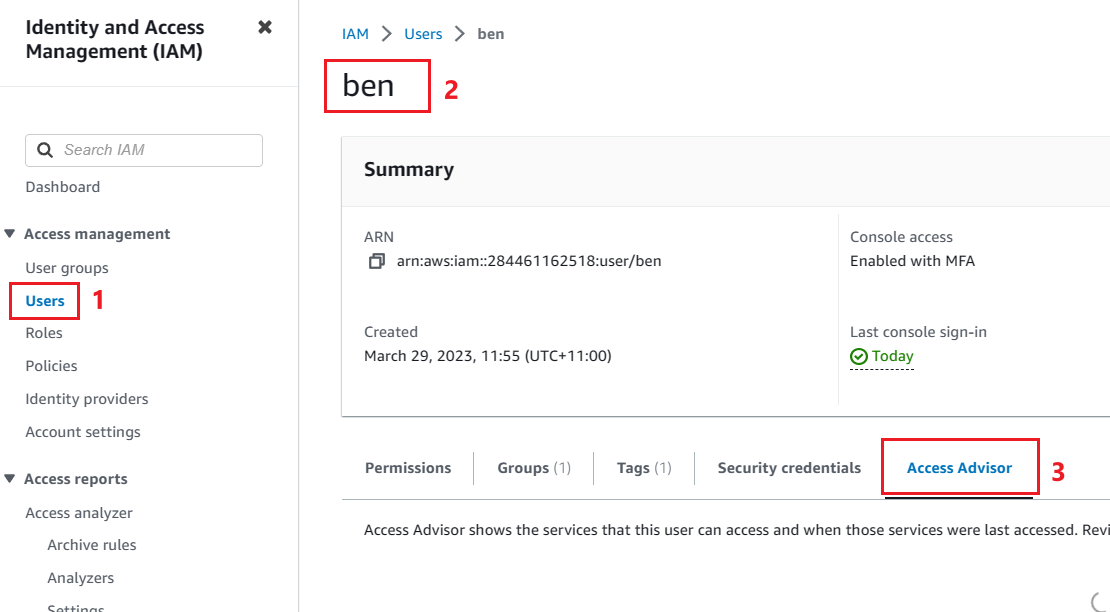 Identity and Access
Management (IAM)
Search IAM
Dashboard
Access management
User groups
Users
1
Roles
Policies
Identity providers
Account settings
Access reports
Access analyzer
Archive rules
Analyzers
Settings
IAM > Users > ben
ben
2
Summary
ARN
arn:aws:iam::284461162518:user/ben
Console access
Enabled with MFA
Created
March 29, 2023, 11:55 (UTC+11:00)
Last console sign-in
Today
Permissions
Groups (1)
Tags (1)
Security credentials
Access Advisor
3
Access Advisor shows the services that this user can access and when those services were last accessed. Revi